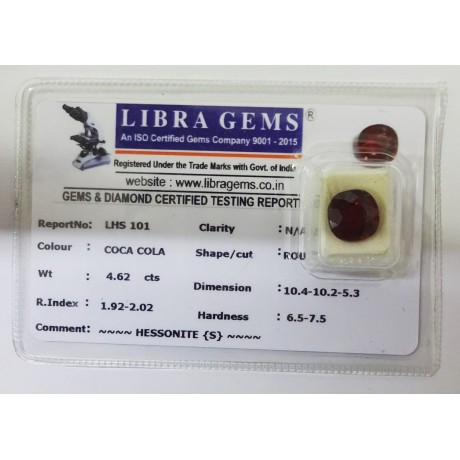 LIBRA GEMS ®
An ISO Certified Gems Company 9001 - 2015
Registered Under the Trade Marks with Govt. of India
website : www.libragems.co.in
GEMS & DIAMOND CERTIFIED TESTING REPORT
ReportNo: LHS 101 Clarity : N/A
Colour : COCA COLA Shape/cut : ROU
Wt : 4.62 cts Dimension : 10.4-10.2-5.3
R.Index : 1.92-2.02 Hardness : 6.5-7.5
Comment: ~~~~ HESSONITE {S} ~~~~